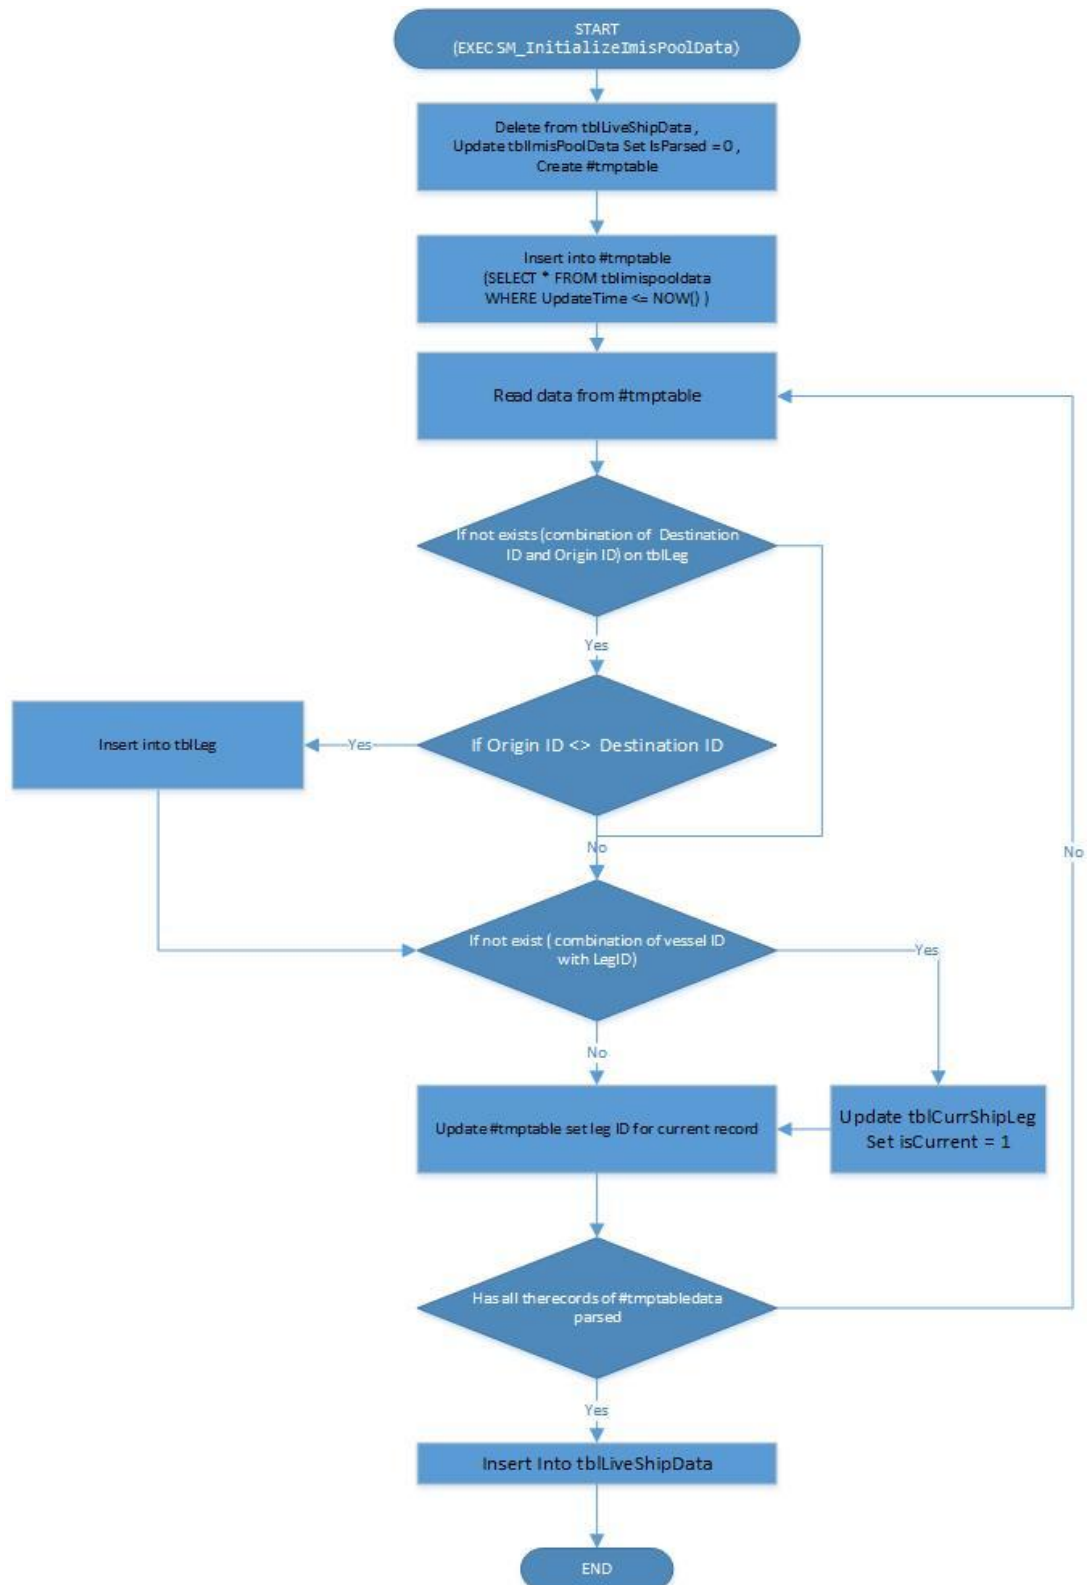 START
(EXEC SM_InitializeImisPoolData)
Delete from tblLiveShipData ,
Update tblImisPoolData Set IsParsed = 0 ,
Create #tmptable
Insert into #tmptable
(SELECT * FROM tblimispooldata
WHERE UpdateTime <= NOW() )
Read data from #tmptable
If not exists (combination of Destination
ID and Origin ID) on tblLeg
Yes
If Origin ID <> Destination ID
Yes
Insert into tblLeg
No
No
If not exist ( combination of vessel ID
with LegID)
Yes
No
Update #tmptable set leg ID for current record
Update tblCurrShipLeg
Set isCurrent = 1
Has all therecords of #tmptabledata
parsed
Yes
Insert Into tblLiveShipData
END